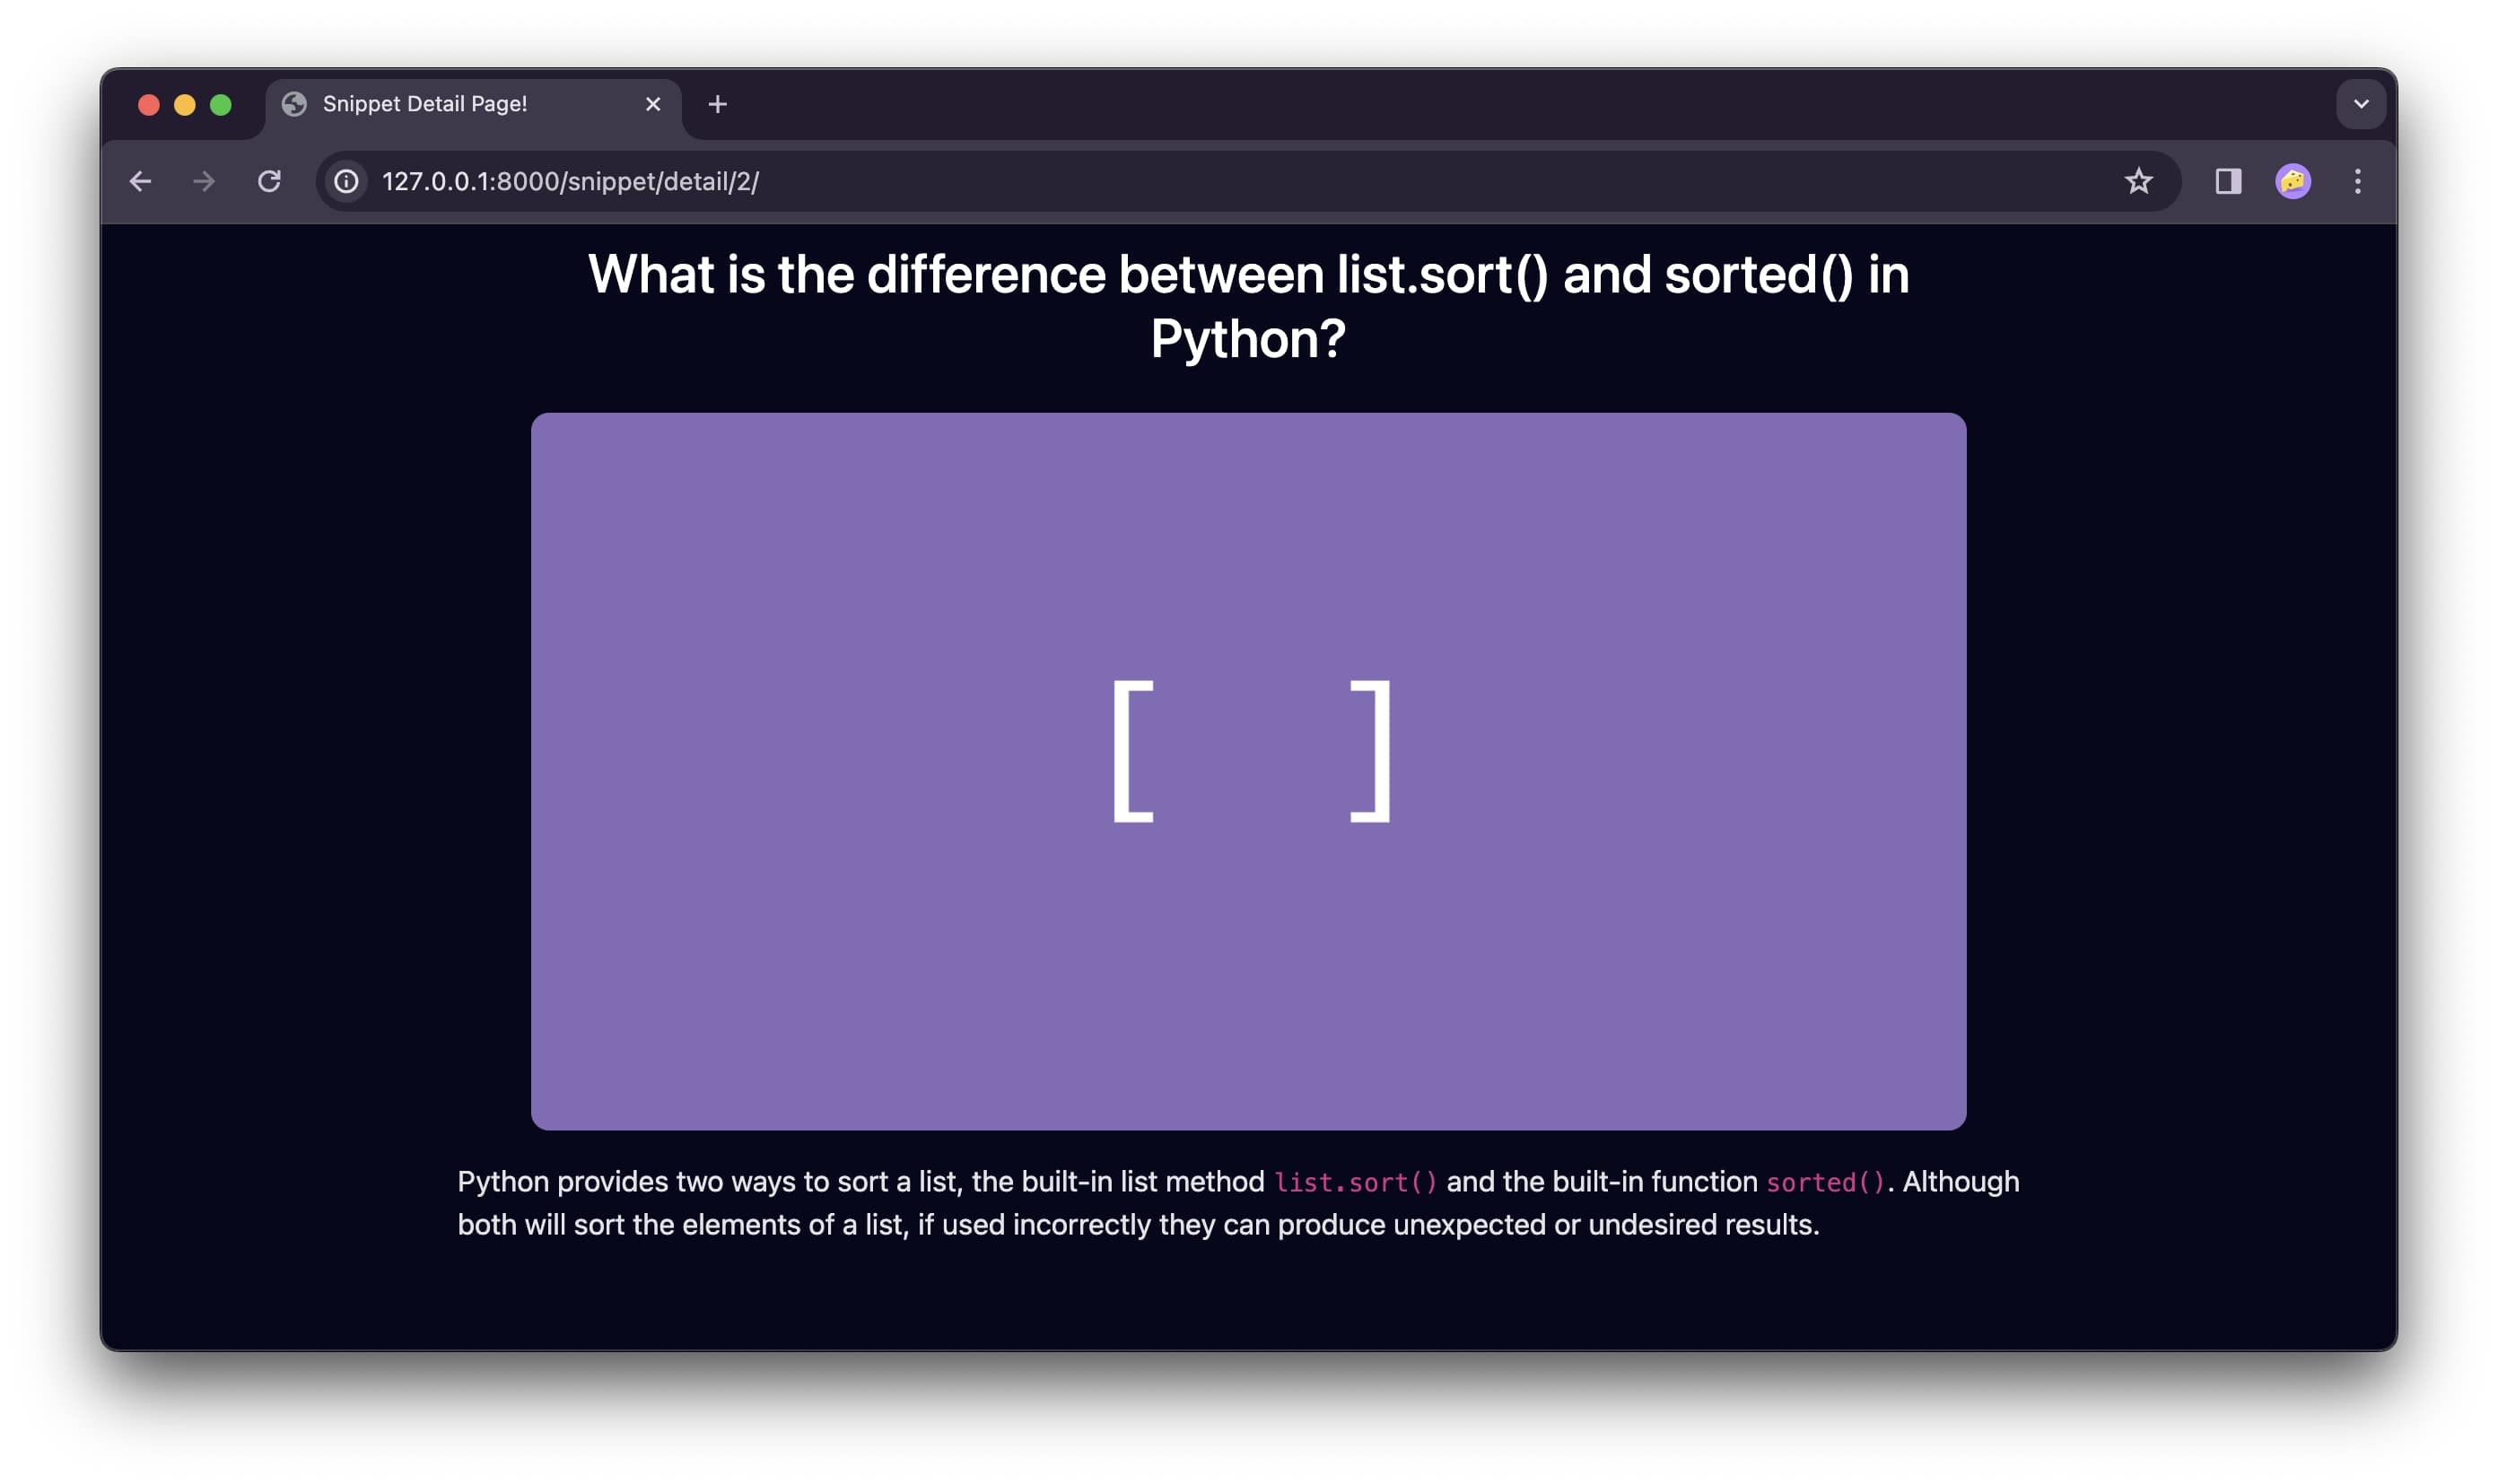 Snippet Detail Page!
127.0.0.1:8000/snippet/detail/2/
What is the difference between list.sort() and sorted() in
Python?
[ ]
Python provides two ways to sort a list, the built-in list method list.sort() and the built-in function sorted(). Although
both will sort the elements of a list, if used incorrectly they can produce unexpected or undesired results.